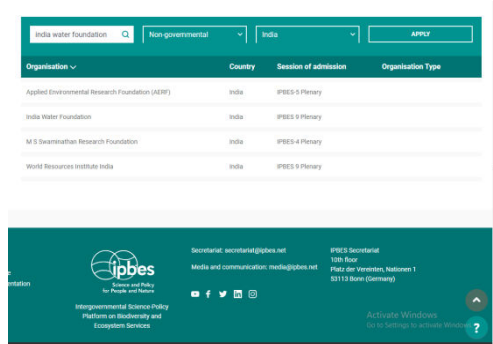 India water foundation
Non-governmental
India
APPLY
Organisation
Country
Session of admission
Organisation Type
Applied Environmental Research Foundation (AERF)
India
IPBES-5 Plenary
India Water Foundation
India
IPBES 9 Plenary
M S Swaminathan Research Foundation
India
IPBES-4 Plenary
World Resources Institute India
India
IPBES 9 Plenary
entation
ipbes
Science and Policy
for People and Nature
Intergovernmental Science-Policy
Platform on Biodiversity and
Ecosystem Services
Secretariat: secretariat@ipbes.net
Media and communication: media@ipbes.net
IPBES Secretariat
10th floor
Platz der Vereinten, Nationen 1
53113 Bonn (Germany)
Activate Windows
Go to Settings to activate Windows
?